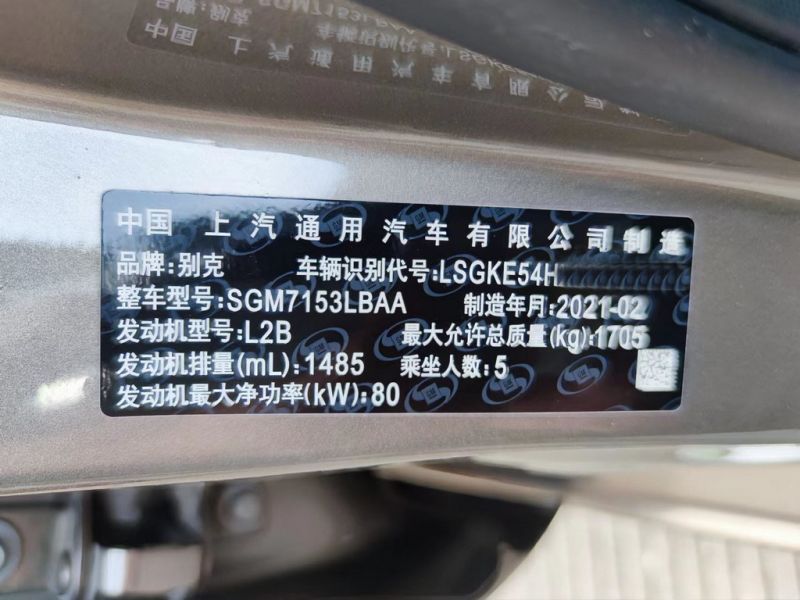 中国 上汽通用汽车有限公司制造
品牌:别克 车辆识别代号:LSGKE54H
整车型号:SGM7153LBAA 制造年月:2021-02
发动机型号:L2B 最大允许总质量(kg):1705
发动机排量(mL):1485 乘坐人数:5
发动机最大净功率(kW):80